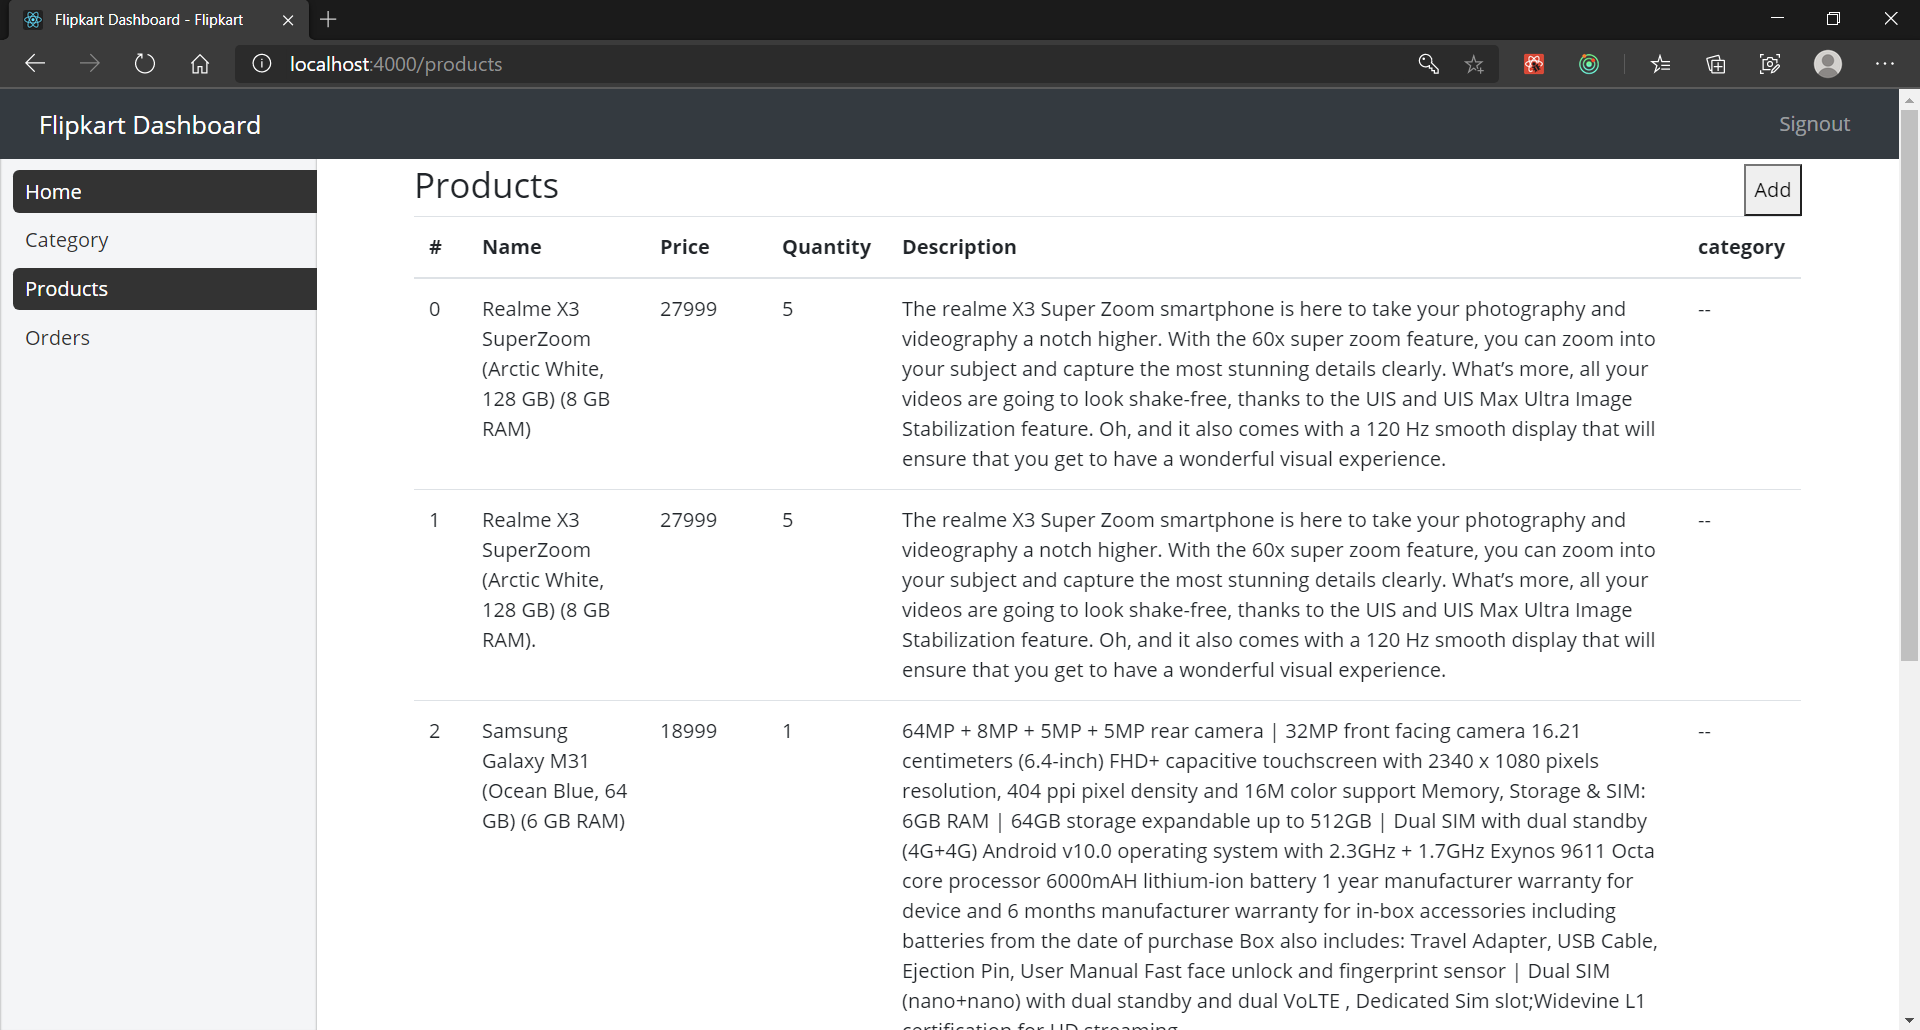 Flipkart Dashboard - Flipkart
localhost:4000/products
Flipkart Dashboard
Signout
Home
Category
Products
Orders
Products
Add
# Name Price Quantity Description category
0 Realme X3 27999 5 The realme X3 Super Zoom smartphone is here to take your photography and --
SuperZoom videography a notch higher. With the 60x super zoom feature, you can zoom into
(Arctic White, your subject and capture the most stunning details clearly. What’s more, all your
128 GB) (8 GB videos are going to look shake-free, thanks to the UIS and UIS Max Ultra Image
RAM) Stabilization feature. Oh, and it also comes with a 120 Hz smooth display that will
ensure that you get to have a wonderful visual experience.
1 Realme X3 27999 5 The realme X3 Super Zoom smartphone is here to take your photography and --
SuperZoom videography a notch higher. With the 60x super zoom feature, you can zoom into
(Arctic White, your subject and capture the most stunning details clearly. What’s more, all your
128 GB) (8 GB videos are going to look shake-free, thanks to the UIS and UIS Max Ultra Image
RAM). Stabilization feature. Oh, and it also comes with a 120 Hz smooth display that will
ensure that you get to have a wonderful visual experience.
2 Samsung 18999 1 64MP + 8MP + 5MP + 5MP rear camera | 32MP front facing camera 16.21 --
Galaxy M31 centimeters (6.4-inch) FHD+ capacitive touchscreen with 2340 x 1080 pixels
(Ocean Blue, 64 resolution, 404 ppi pixel density and 16M color support Memory, Storage & SIM:
GB) (6 GB RAM) 6GB RAM | 64GB storage expandable up to 512GB | Dual SIM with dual standby
(4G+4G) Android v10.0 operating system with 2.3GHz + 1.7GHz Exynos 9611 Octa
core processor 6000mAH lithium-ion battery 1 year manufacturer warranty for
device and 6 months manufacturer warranty for in-box accessories including
batteries from the date of purchase Box also includes: Travel Adapter, USB Cable,
Ejection Pin, User Manual Fast face unlock and fingerprint sensor | Dual SIM
(nano+nano) with dual standby and dual VoLTE , Dedicated Sim slot;Widevine L1
certification for HD streaming